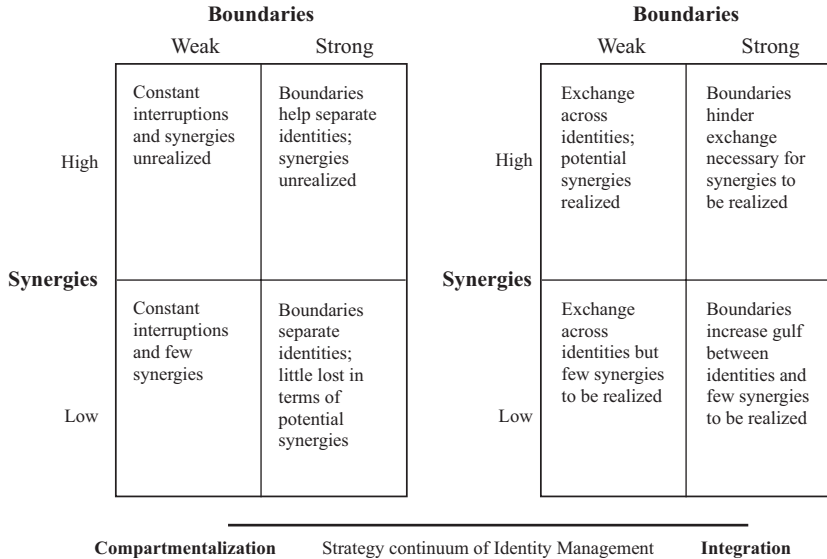 Boundaries
Weak Strong
High
Constant
interruptions
and synergies
unrealized
Boundaries
help separate
identities;
synergies
unrealized
Synergies
Low
Constant
interruptions
and few
synergies
Boundaries
separate
identities;
little lost in
terms of
potential
synergies
Boundaries
Weak Strong
High
Exchange
across
identities;
potential
synergies
realized
Boundaries
hinder
exchange
necessary for
synergies to
be realized
Synergies
Low
Exchange
across
identities but
few synergies
to be realized
Boundaries
increase gulf
between
identities and
few synergies
to be realized
Compartmentalization Strategy continuum of Identity Management Integration